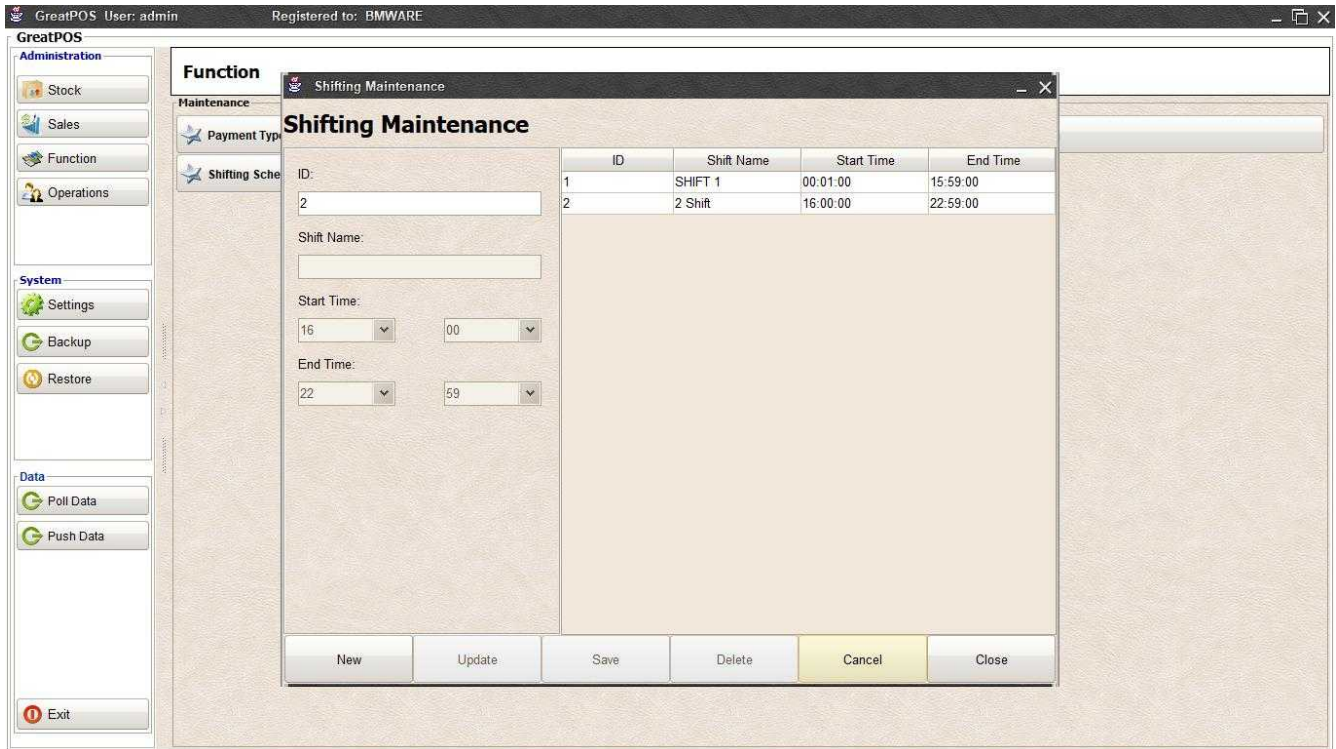 GreatPOS User: admin Registered to: BMWARE
GreatPOS
Administration
Stock
Sales
Function
Operations
System
Settings
Backup
Restore
Data
Poll Data
Push Data
Exit
Function
Maintenance
Payment Typ
Shifting Sche
Shifting Maintenance
Shifting Maintenance
ID:
2
Shift Name:
Start Time:
16 00
End Time:
22 59
ID Shift Name Start Time End Time
1 SHIFT 1 00:01:00 15:59:00
2 2 Shift 16:00:00 22:59:00
New Update Save Delete Cancel Close